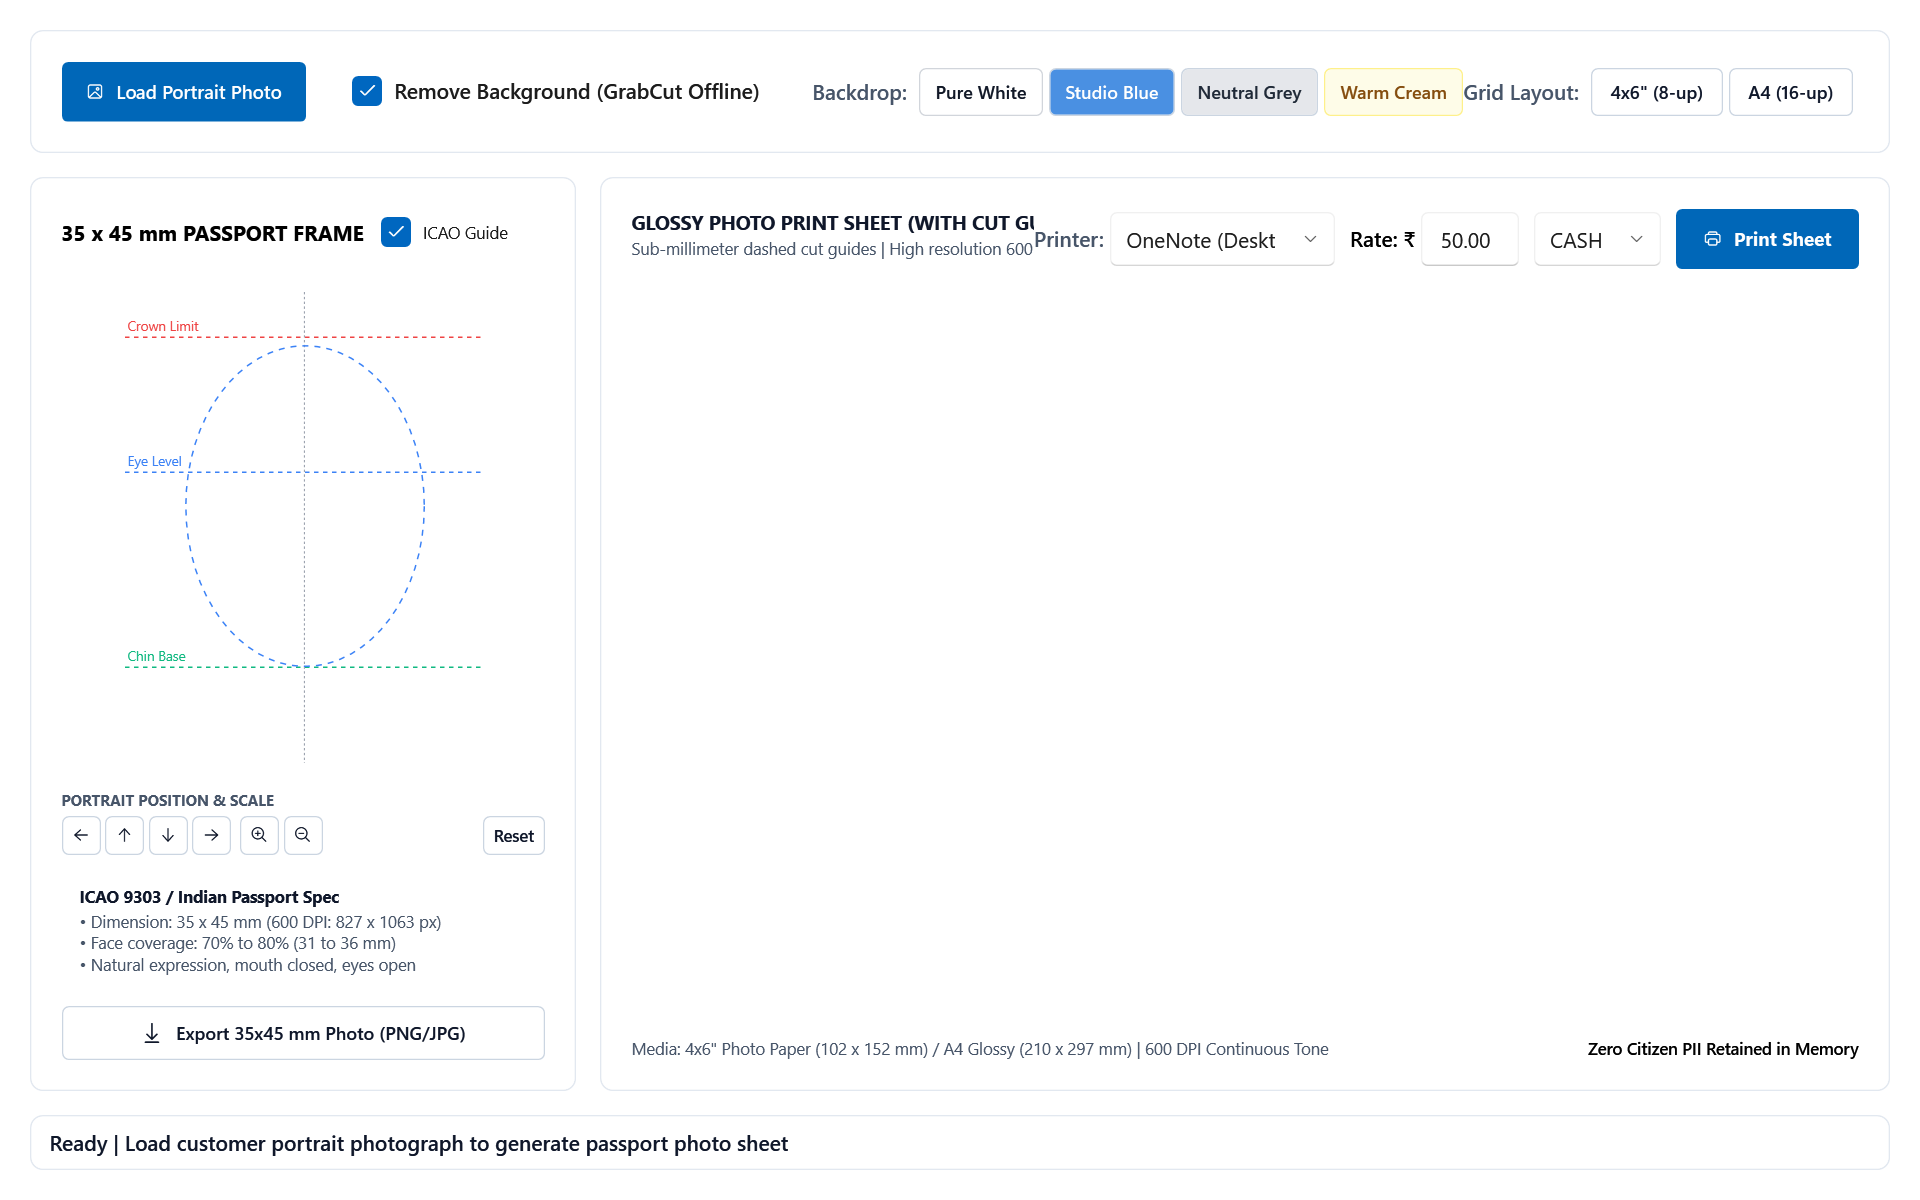 Load Portrait Photo
Remove Background (GrabCut Offline)
Backdrop:
Pure White
Studio Blue
Neutral Grey
Warm Cream
Grid Layout:
4x6" (8-up)
A4 (16-up)
35 x 45 mm PASSPORT FRAME
ICAO Guide
Crown Limit
Eye Level
Chin Base
PORTRAIT POSITION & SCALE
Reset
ICAO 9303 / Indian Passport Spec
• Dimension: 35 x 45 mm (600 DPI: 827 x 1063 px)
• Face coverage: 70% to 80% (31 to 36 mm)
• Natural expression, mouth closed, eyes open
Export 35x45 mm Photo (PNG/JPG)
GLOSSY PHOTO PRINT SHEET (WITH CUT GU
Sub-millimeter dashed cut guides | High resolution 600
Printer:
OneNote (Deskt
Rate: ₹
50.00
CASH
Print Sheet
Media: 4x6" Photo Paper (102 x 152 mm) / A4 Glossy (210 x 297 mm) | 600 DPI Continuous Tone
Zero Citizen PII Retained in Memory
Ready | Load customer portrait photograph to generate passport photo sheet